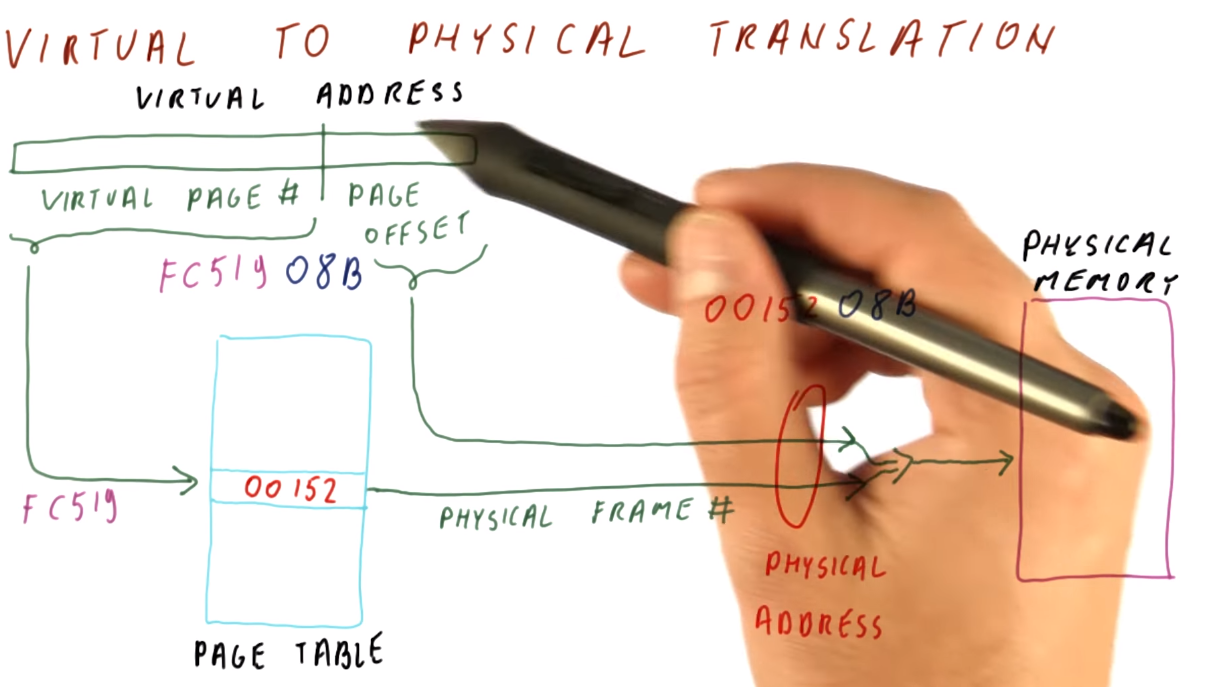 VIRTUAL TO PHYSICAL TRANSLATION
VIRTUAL ADDRESS
VIRTUAL PAGE # PAGE
OFFSET
FC519 08B
00152 08B
PHYSICAL
MEMORY
00152
FC519
PHYSICAL FRAME #
PHYSICAL
ADDRESS
PAGE TABLE